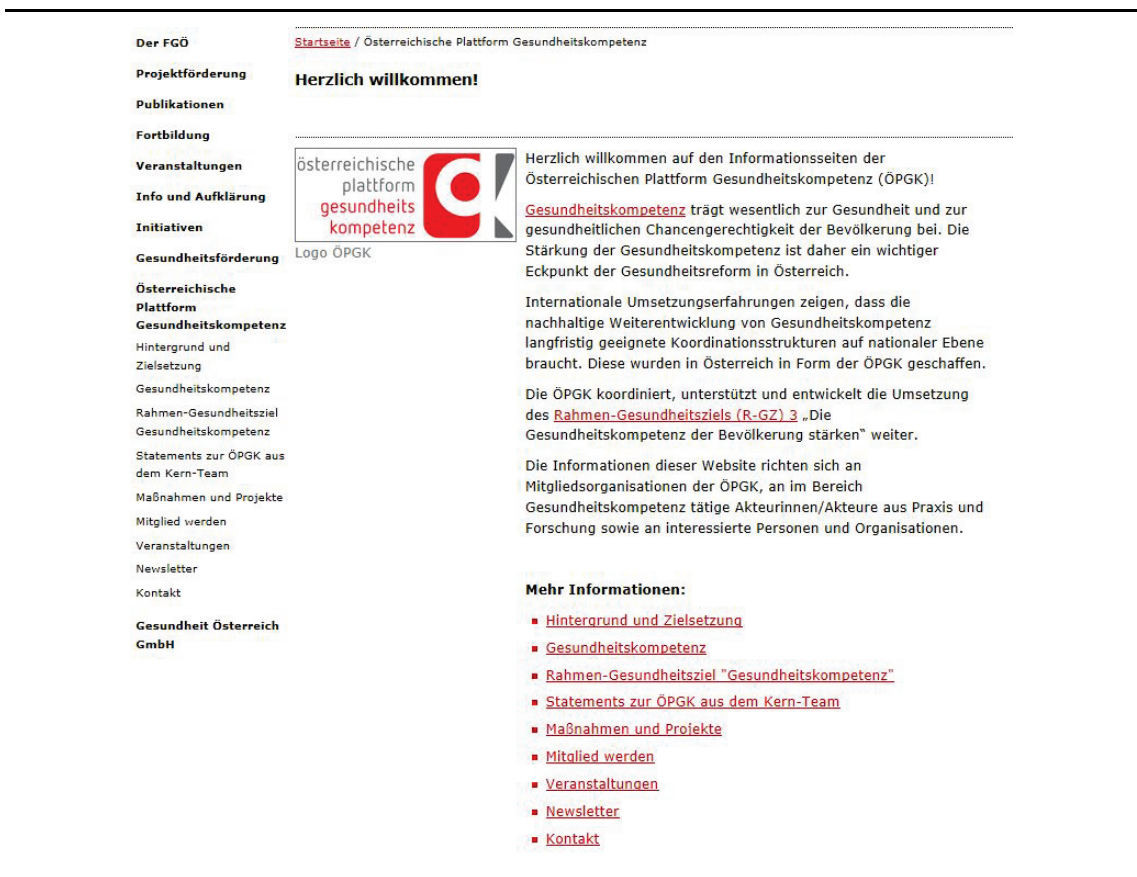 Der FGÖ
Projektförderung
Publikationen
Fortbildung
Veranstaltungen
Info und Aufklärung
Initiativen
Gesundheitsförderung
Österreichische
Plattform
Gesundheitskompetenz
Hintergrund und
Zielsetzung
Gesundheitskompetenz
Rahmen-Gesundheitsziel
Gesundheitskompetenz
Statements zur ÖPGK aus
dem Kern-Team
Maßnahmen und Projekte
Mitglied werden
Veranstaltungen
Newsletter
Kontakt
Gesundheit Österreich
GmbH
Startseite / Österreichische Plattform Gesundheitskompetenz
Herzlich willkommen!
österreichische
plattform
gesundheits
kompetenz
Logo ÖPGK
Herzlich willkommen auf den Informationsseiten der
Österreichischen Plattform Gesundheitskompetenz (ÖPGK)!
Gesundheitskompetenz trägt wesentlich zur Gesundheit und zur
gesundheitlichen Chancengerechtigkeit der Bevölkerung bei. Die
Stärkung der Gesundheitskompetenz ist daher ein wichtiger
Eckpunkt der Gesundheitsreform in Österreich.
Internationale Umsetzungserfahrungen zeigen, dass die
nachhaltige Weiterentwicklung von Gesundheitskompetenz
langfristig geeignete Koordinationsstrukturen auf nationaler Ebene
braucht. Diese wurden in Österreich in Form der ÖPGK geschaffen.
Die ÖPGK koordiniert, unterstützt und entwickelt die Umsetzung
des Rahmen-Gesundheitsziels (R-GZ) 3 „Die
Gesundheitskompetenz der Bevölkerung stärken“ weiter.
Die Informationen dieser Website richten sich an
Mitgliedsorganisationen der ÖPGK, an im Bereich
Gesundheitskompetenz tätige Akteurinnen/Akteure aus Praxis und
Forschung sowie an interessierte Personen und Organisationen.
Mehr Informationen:
Hintergrund und Zielsetzung
Gesundheitskompetenz
Rahmen-Gesundheitsziel "Gesundheitskompetenz"
Statements zur ÖPGK aus dem Kern-Team
Maßnahmen und Projekte
Mitglied werden
Veranstaltungen
Newsletter
Kontakt